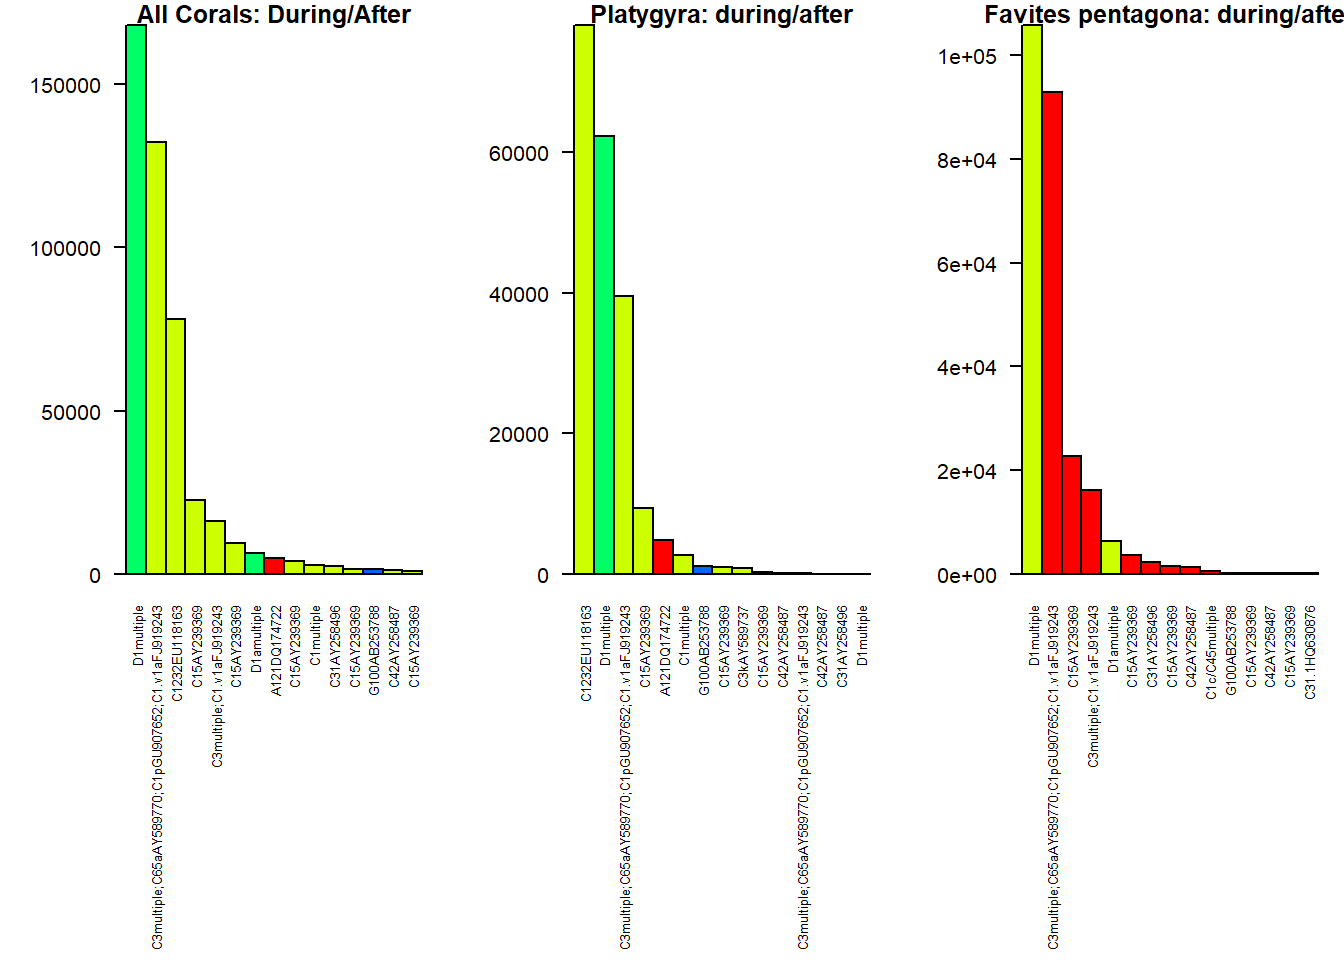 All Corals: During/After
150000
100000
50000
0
D1multiple
C3multiple;C65aAY589770;C1pGU907652;C1.v1aFJ919243
C1232EU118163
C15AY239369
C3multiple;C1.v1aFJ919243
C15AY239369
D1amultiple
A121DQ174722
C15AY239369
C1multiple
C31AY258496
C15AY239369
G100AB253788
C42AY258487
C15AY239369
Platygyra: during/after
60000
40000
20000
0
C1232EU118163
D1multiple
C3multiple;C65aAY589770;C1pGU907652;C1.v1aFJ919243
C15AY239369
A121DQ174722
C1multiple
G100AB253788
C15AY239369
C3kAY589737
C15AY239369
C42AY258487
C3multiple;C65aAY589770;C1pGU907652;C1.v1aFJ919243
C42AY258487
C31AY258496
D1multiple
Favites pentagona: during/afte
1e+05
8e+04
6e+04
4e+04
2e+04
0e+00
D1multiple
C3multiple;C65aAY589770;C1pGU907652;C1.v1aFJ919243
C15AY239369
C3multiple;C1.v1aFJ919243
D1amultiple
C15AY239369
C31AY258496
C15AY239369
C42AY258487
C1c/C45multiple
G100AB253788
C15AY239369
C42AY258487
C15AY239369
C31.1HQ630876